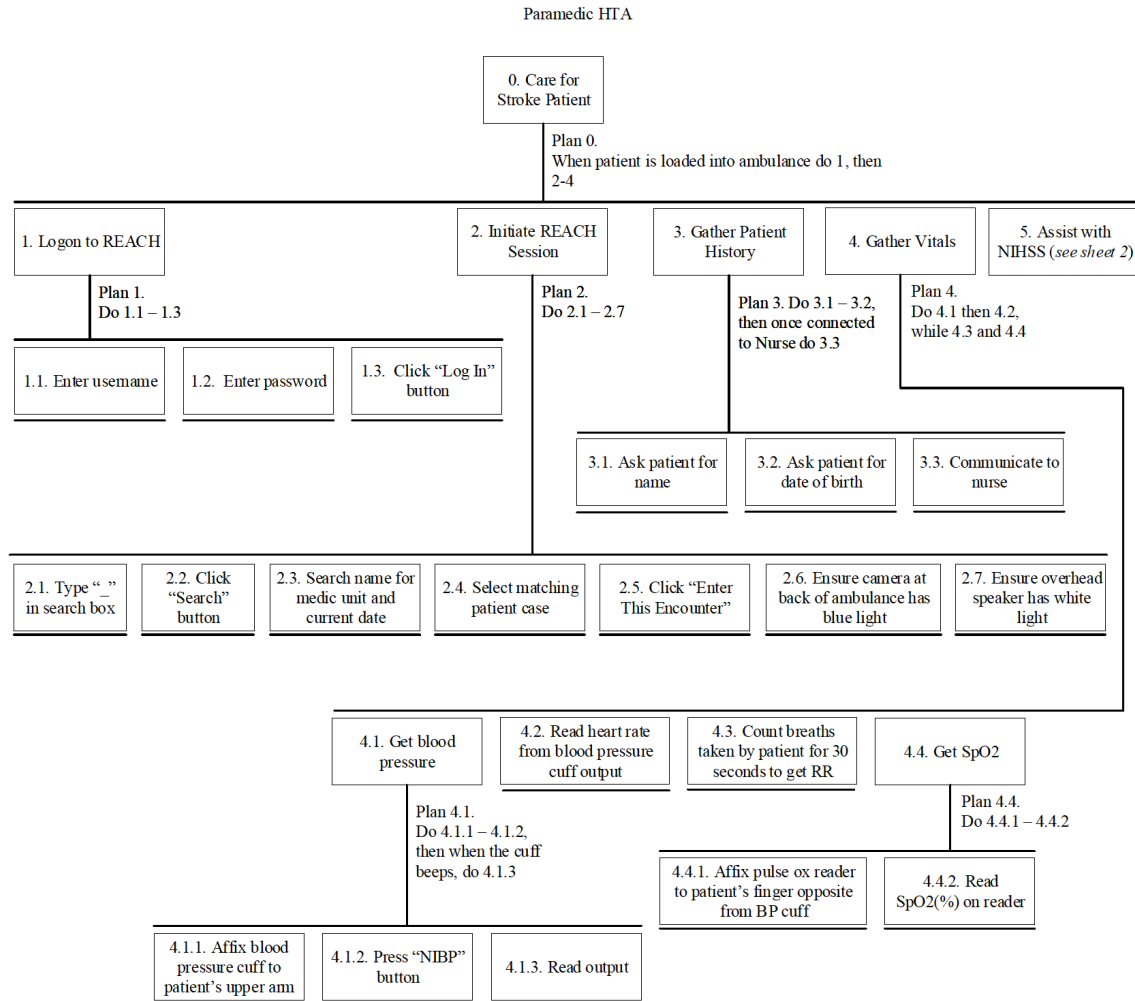 Paramedic HTA
0. Care for
Stroke Patient
Plan 0.
When patient is loaded into ambulance do 1, then
2-4
1. Logon to REACH
2. Initiate REACH
Session
3. Gather Patient
History
4. Gather Vitals
5. Assist with
NIHSS (see sheet 2)
Plan 1.
Do 1.1 – 1.3
Plan 2.
Do 2.1 – 2.7
Plan 3. Do 3.1 – 3.2,
then once connected
to Nurse do 3.3
Plan 4.
Do 4.1 then 4.2,
while 4.3 and 4.4
1.1. Enter username
1.2. Enter password
1.3. Click “Log In”
button
3.1. Ask patient for
name
3.2. Ask patient for
date of birth
3.3. Communicate to
nurse
2.1. Type “_”
in search box
2.2. Click
“Search”
button
2.3. Search name for
medic unit and
current date
2.4. Select matching
patient case
2.5. Click “Enter
This Encounter”
2.6. Ensure camera at
back of ambulance has
blue light
2.7. Ensure overhead
speaker has white
light
4.1. Get blood
pressure
4.2. Read heart rate
from blood pressure
cuff output
4.3. Count breaths
taken by patient for 30
seconds to get RR
4.4. Get SpO2
Plan 4.1.
Do 4.1.1 – 4.1.2,
then when the cuff
beeps, do 4.1.3
Plan 4.4.
Do 4.4.1 – 4.4.2
4.4.1. Affix pulse ox reader
to patient’s finger opposite
from BP cuff
4.4.2. Read
SpO2(%) on reader
4.1.1. Affix blood
pressure cuff to
patient’s upper arm
4.1.2. Press “NIBP”
button
4.1.3. Read output